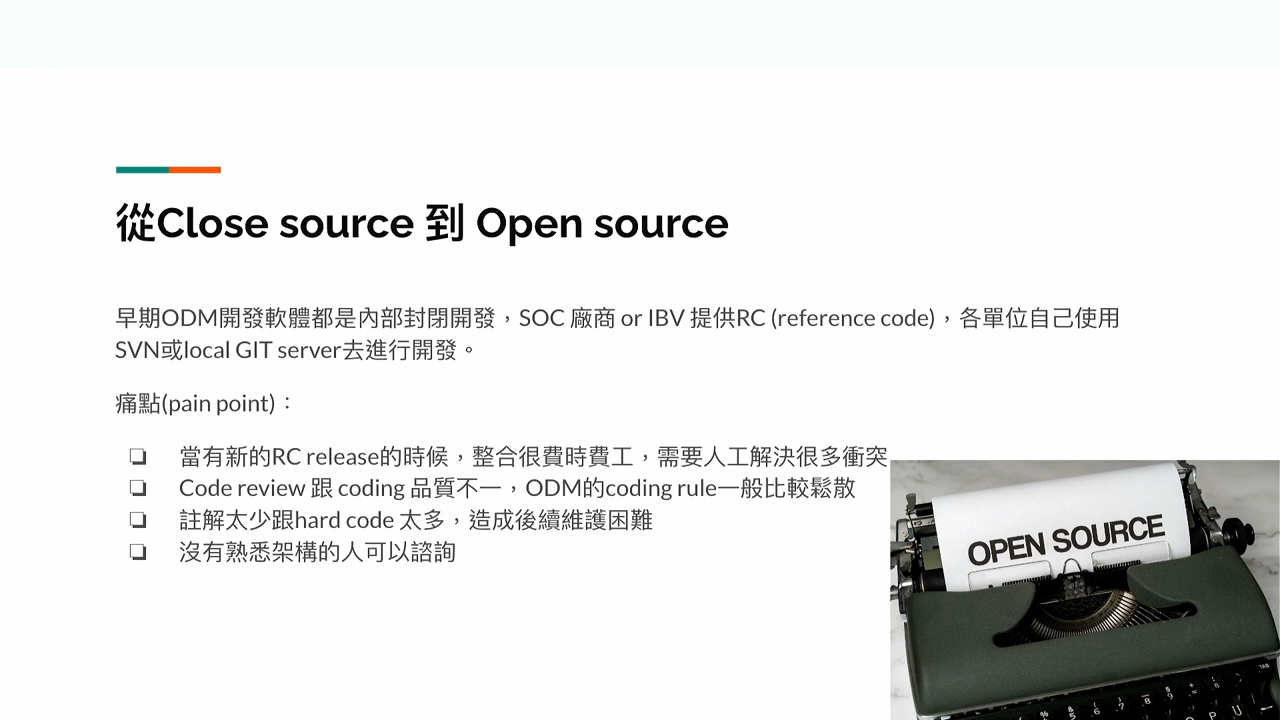 從Close source 到 Open source
早期ODM開發軟體都是內部封閉開發，SOC 廠商 or IBV 提供RC (reference code)，各單位自己使用
SVN或local GIT server去進行開發。
痛點(pain point)：
❏ 當有新的RC release的時候，整合很費時費工，需要人工解決很多衝突
❏ Code review 跟 coding 品質不一，ODM的coding rule一般比較鬆散
❏ 註解太少跟hard code 太多，造成後續維護困難
❏ 沒有熟悉架構的人可以諮詢
OPEN SOURCE